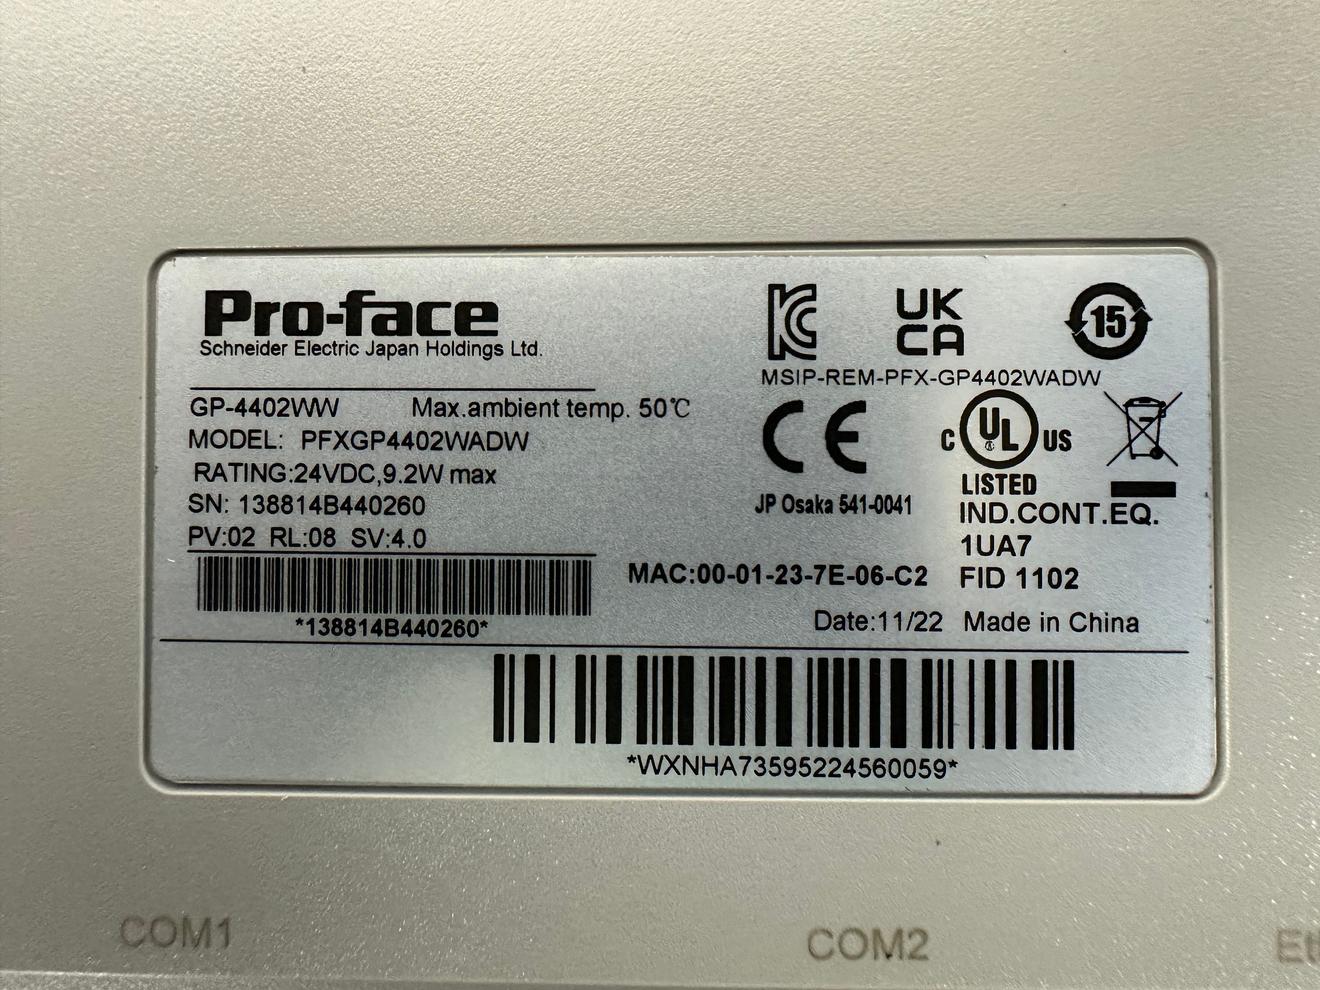 Pro-face
Schneider Electric Japan Holdings Ltd.
GP-4402WW Max.ambient temp. 50℃
MODEL: PFXGP4402WADW
RATING:24VDC,9.2W max
SN: 138814B440260
PV:02 RL:08 SV:4.0
*138814B440260*
UK
CA
15
MSIP-REM-PFX-GP4402WADW
CE
JP Osaka 541-0041
C UL US
LISTED
IND.CONT.EQ.
1UA7
MAC:00-01-23-7E-06-C2 FID 1102
Date:11/22 Made in China
*WXNHA73595224560059*
COM1
COM2